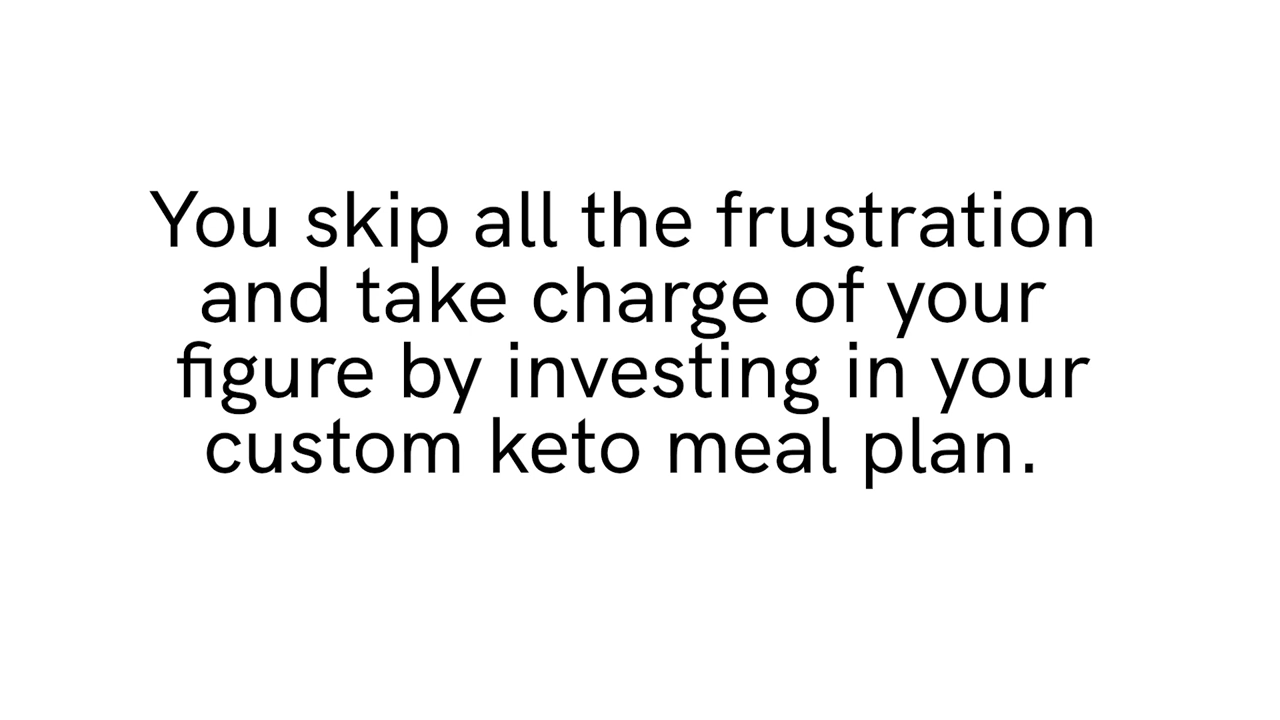 You skip all the frustration
and take charge of your
figure by investing in your
custom keto meal plan.